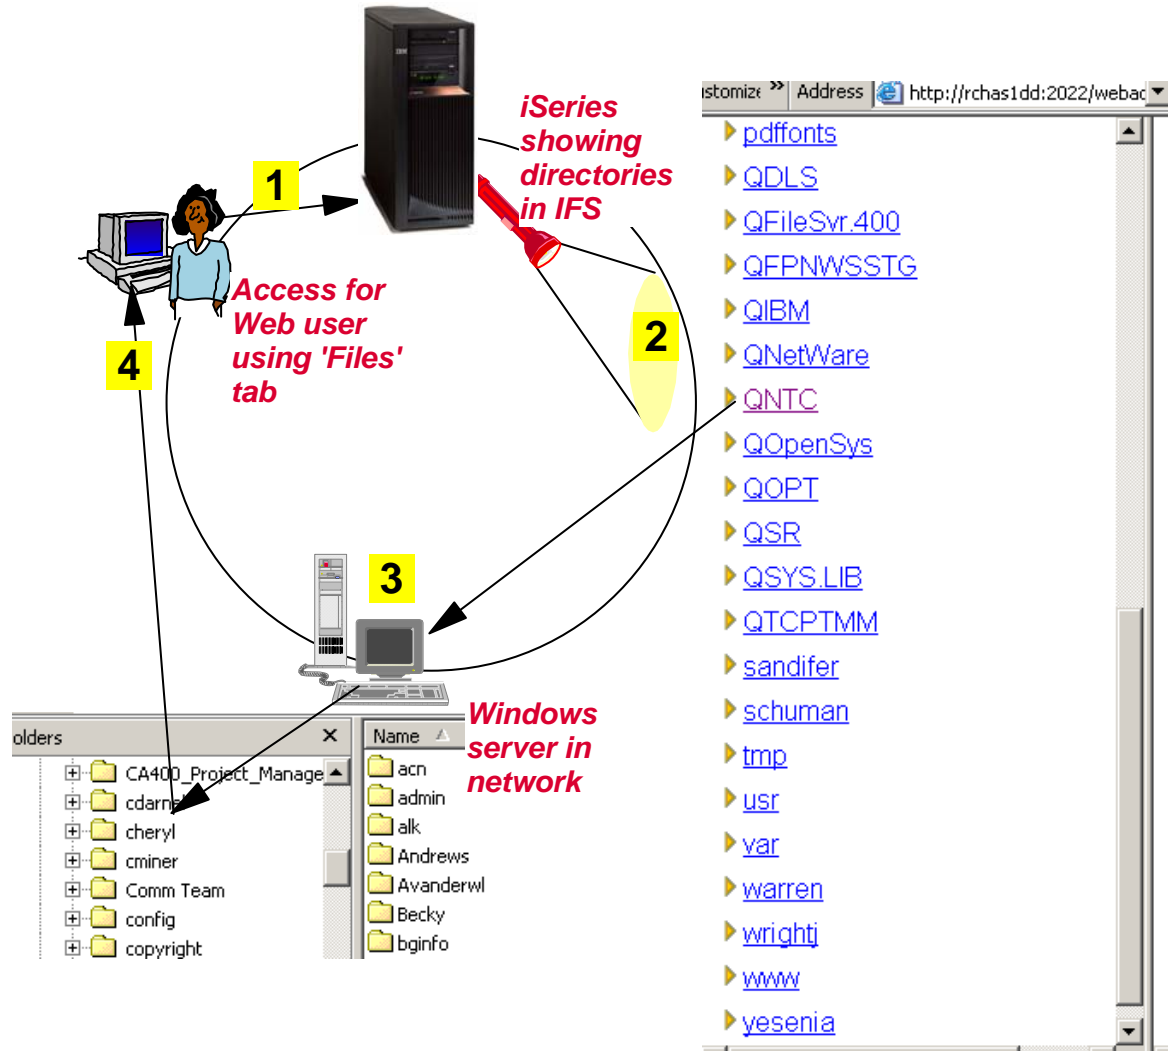 iSeries
showing
directories
in IFS
1
Access for
Web user
using 'Files'
tab
2
4
3
Windows
server in
network
Address http://rchas1dd:2022/webac
pdffonts
QDLS
QFileSvr.400
QFPNWSSTG
QIBM
QNetWare
QNTC
QOpenSys
QOPT
QSR
QSYS.LIB
QTCPTMM
sandifer
schuman
tmp
usr
var
warren
wrightj
www
yesenia
olders
CA400_Project_Manage
cheryl
cminer
Comm Team
config
copyright
Name
acn
admin
alk
Andrews
Avanderwl
Becky
bginfo